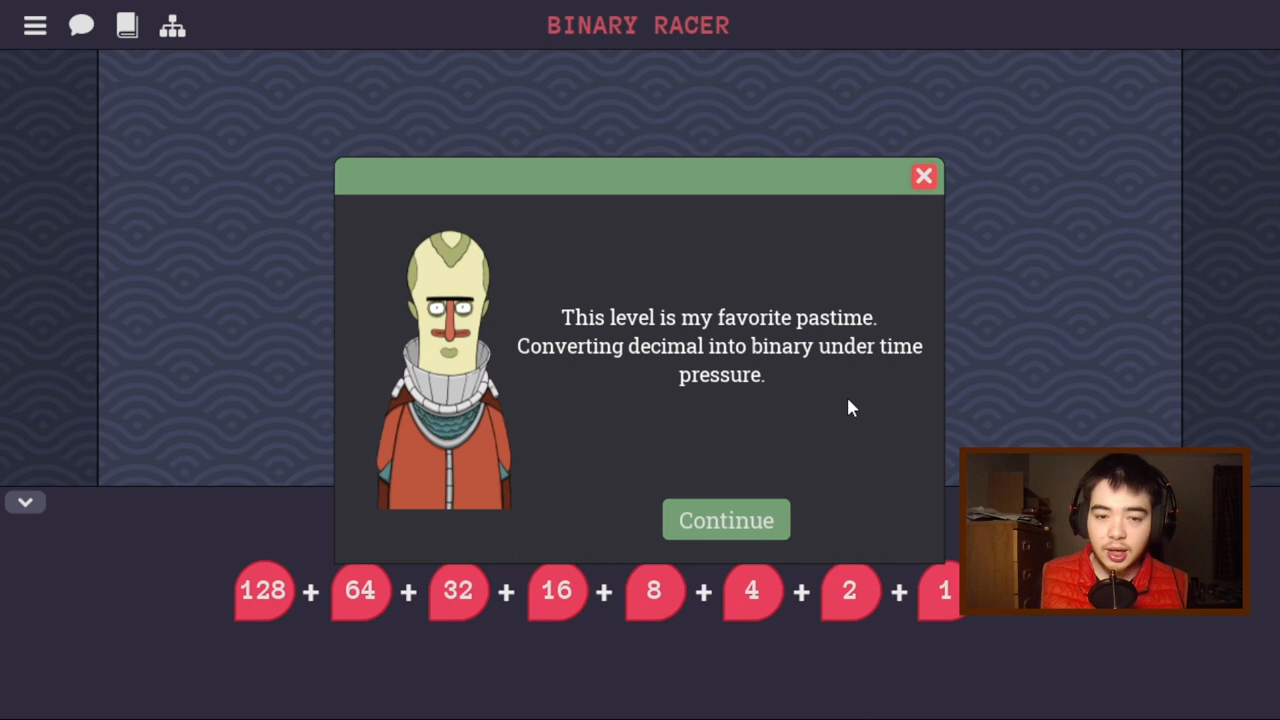 BINARY RACER
This level is my favorite pastime.
Converting decimal into binary under time
pressure.
Continue
128 + 64 + 32 + 16 + 8 + 4 + 2 + 1